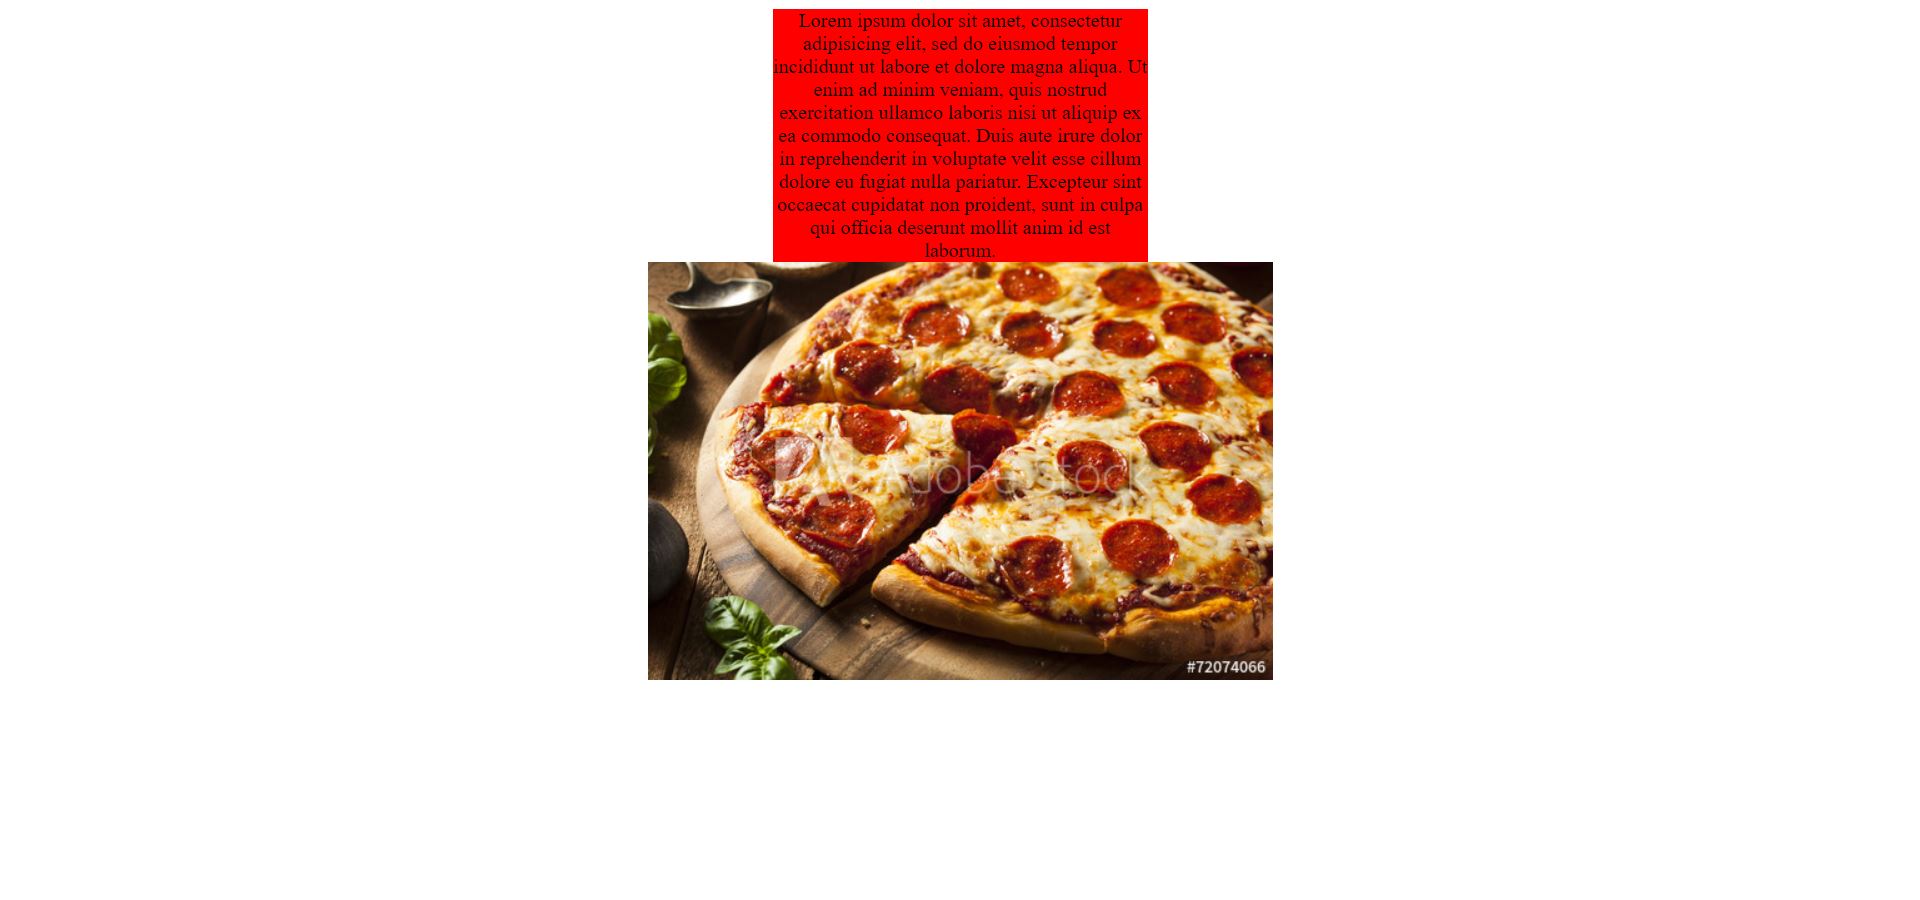 Lorem ipsum dolor sit amet, consectetur
adipisicing elit, sed do eiusmod tempor
incididunt ut labore et dolore magna aliqua. Ut
enim ad minim veniam, quis nostrud
exercitation ullamco laboris nisi ut aliquip ex
ea commodo consequat. Duis aute irure dolor
in reprehenderit in voluptate velit esse cillum
dolore eu fugiat nulla pariatur. Excepteur sint
occaecat cupidatat non proident, sunt in culpa
qui officia deserunt mollit anim id est
laborum.
Adobe Stock
#72074066